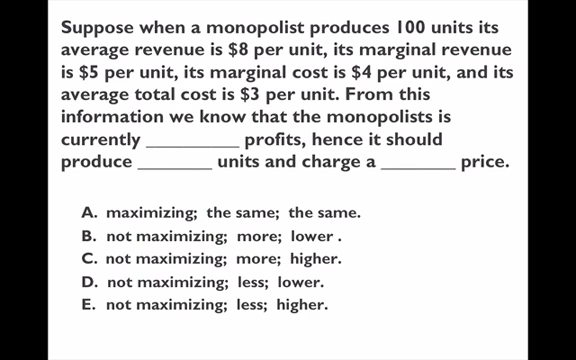 Suppose when a monopolist produces 100 units its
average revenue is $8 per unit, its marginal revenue
is $5 per unit, its marginal cost is $4 per unit, and its
average total cost is $3 per unit. From this
information we know that the monopolists is
currently __________ profits, hence it should
produce ________ units and charge a ________ price.
A. maximizing; the same; the same.
B. not maximizing; more; lower .
C. not maximizing; more; higher.
D. not maximizing; less; lower.
E. not maximizing; less; higher.